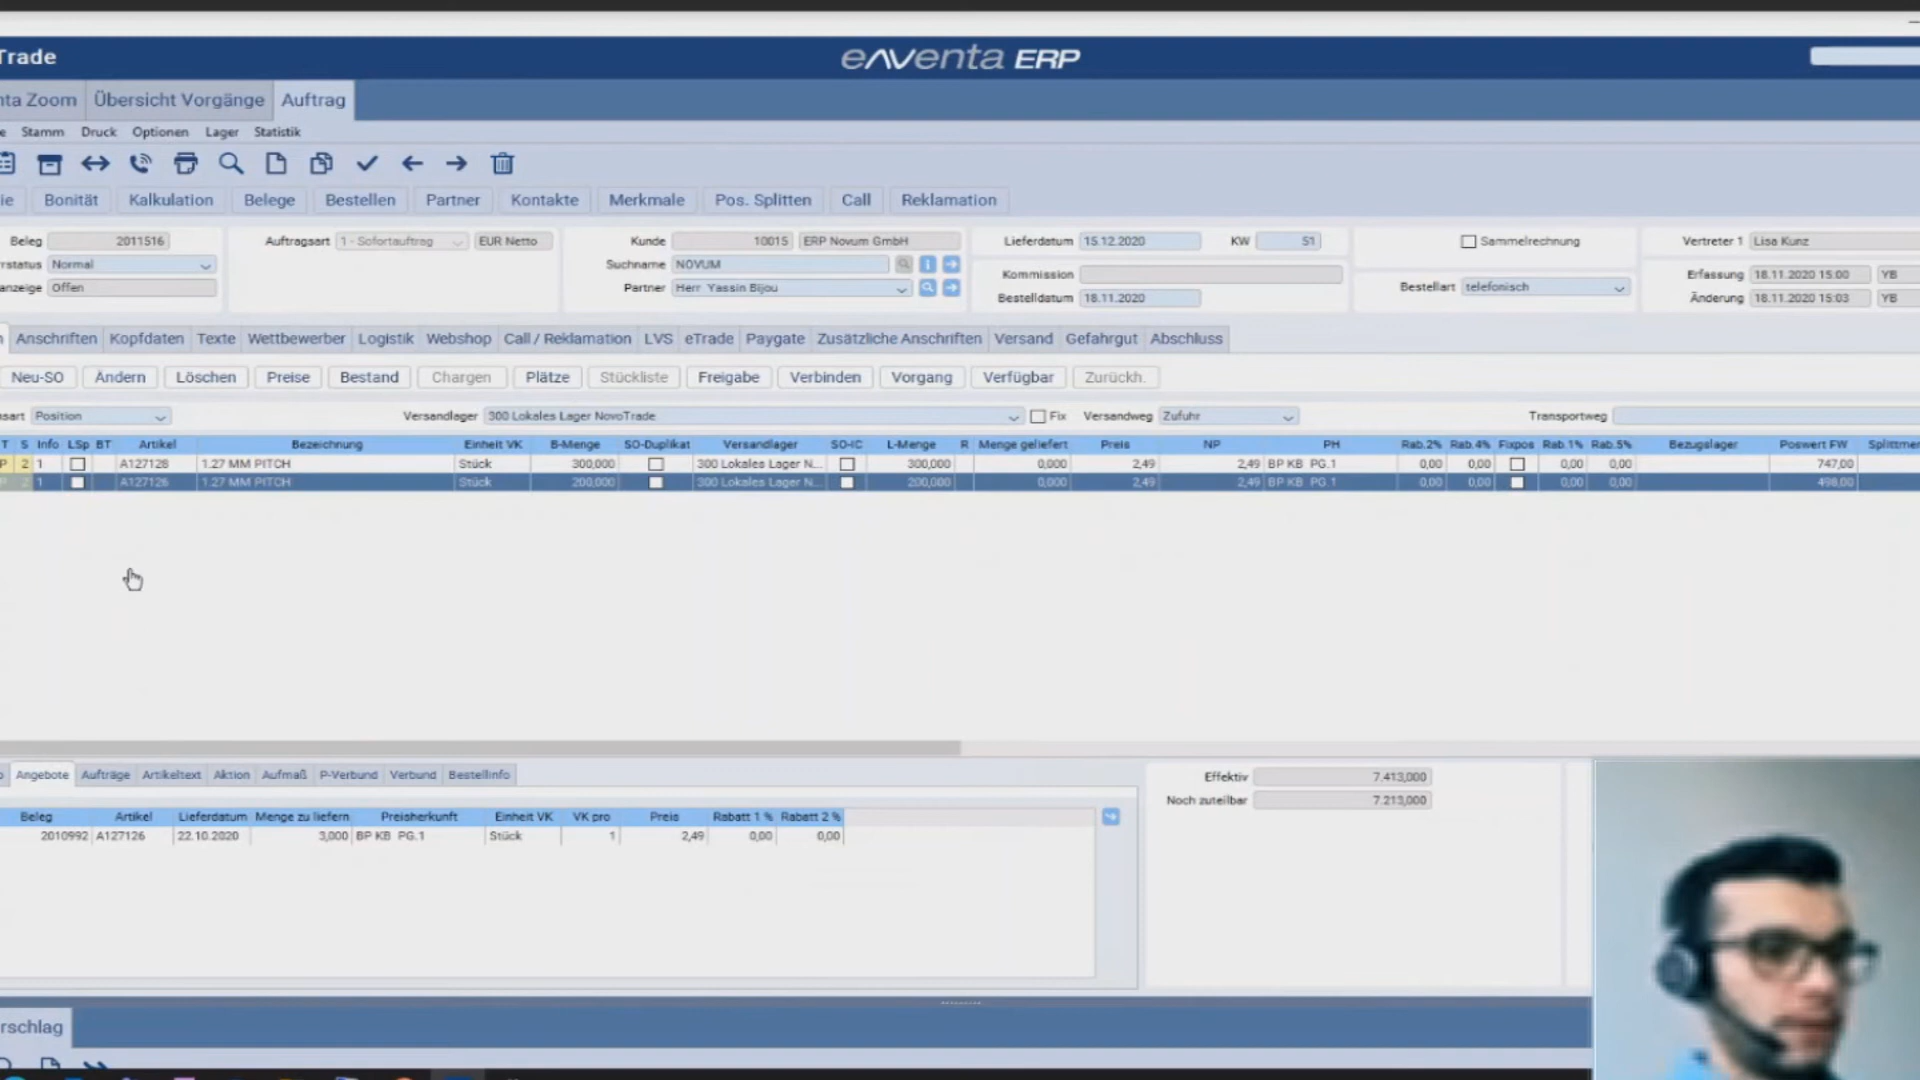 Trade
enventa ERP
nta Zoom Übersicht Vorgänge Auftrag
e Stamm Druck Optionen Lager Statistik
ie Bonität Kalkulation Belege Bestellen Partner Kontakte Merkmale Pos. Splitten Call Reklamation
Beleg 2011516 Auftragsart 1 - Sofortauftrag EUR Netto Kunde 10015 ERP Novum GmbH Lieferdatum 15.12.2020 KW 51 Sammelrechnung Vertreter 1 Lisa Kunz
rrstatus Normal Suchname NOVUM Kommission Bestellart telefonisch Erfassung 18.11.2020 15:00 YB
anzeige Offen Partner Herr Yassin Bijou Bestelldatum 18.11.2020 Änderung 18.11.2020 15:03 YB
n Anschriften Kopfdaten Texte Wettbewerber Logistik Webshop Call / Reklamation LVS eTrade Paygate Zusätzliche Anschriften Versand Gefahrgut Abschluss
Neu-SO Ändern Löschen Preise Bestand Chargen Plätze Stückliste Freigabe Verbinden Vorgang Verfügbar Zurückh.
nsart Position Versandlager 300 Lokales Lager NovoTrade Fix Versandweg Zufuhr Transportweg
T S Info LSp BT Artikel Bezeichnung Einheit VK B-Menge SO-Duplikat Versandlager SO-IC L-Menge R Menge geliefert Preis NP PH Rab.2% Rab.4% Fixpos Rab.1% Rab.5% Bezugslager Poswert FW Splittmen
P 2 1 A127126 1.27 MM PITCH Stück 300,000 300 Lokales Lager N... 300,000 0,000 2,49 2,49 BP KB PG.1 0,00 0,00 0,00 0,00 747,00
P 2 1 A127126 1.27 MM PITCH Stück 200,000 300 Lokales Lager N... 200,000 0,000 2,49 2,49 BP KB PG.1 0,00 0,00 0,00 0,00 498,00
o Angebote Aufträge Artikeltext Aktion Aufmaß P-Verbund Verbund Bestellinfo
Effektiv 7.413,000
Noch zuteilbar 7.213,000
Beleg Artikel Lieferdatum Menge zu liefern Preisherkunft Einheit VK VK pro Preis Rabatt 1 % Rabatt 2 %
2010992 A127126 22.10.2020 3,000 BP KB PG.1 Stück 1 2,49 0,00 0,00
rschlag